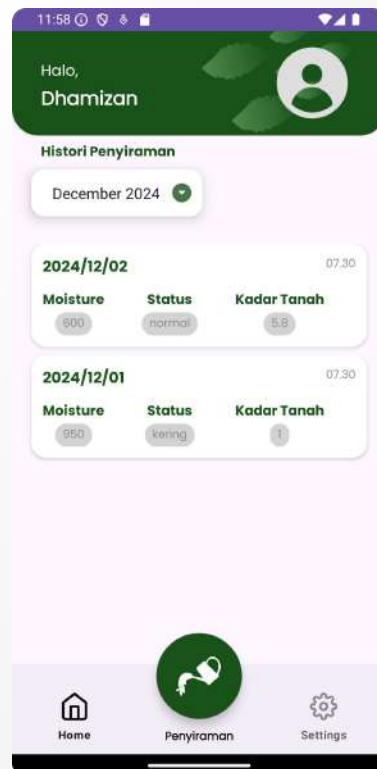 11:58
Halo,
Dhamizan
Histori Penyiraman
December 2024
2024/12/02 07.30
Moisture Status Kadar Tanah
600 normal 5.8
2024/12/01 07.30
Moisture Status Kadar Tanah
950 kering 1
Home Penyiraman Settings